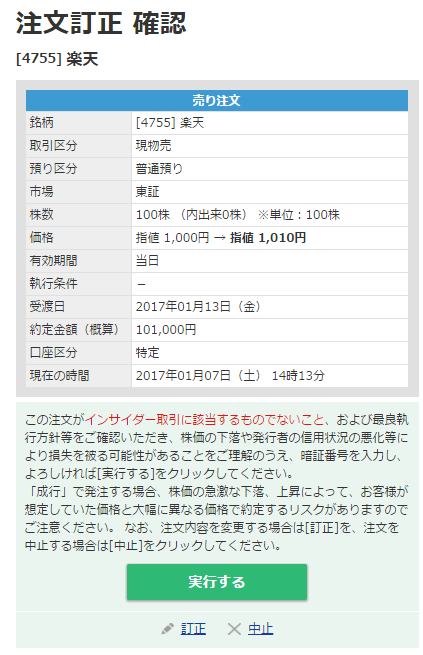 注文訂正 確認
[4755] 楽天
売り注文
銘柄 [4755] 楽天
取引区分 現物売
預り区分 普通預り
市場 東証
株数 100株 （内出来0株） ※単位：100株
価格 指値 1,000円 → 指値 1,010円
有効期間 当日
執行条件 −
受渡日 2017年01月13日（金）
約定金額（概算） 101,000円
口座区分 特定
現在の時間 2017年01月07日（土） 14時13分
この注文がインサイダー取引に該当するものでないこと、および最良執
行方針等をご確認いただき、株価の下落や発行者の信用状況の悪化等に
より損失を被る可能性があることをご理解のうえ、暗証番号を入力し、
よろしければ[実行する]をクリックしてください。
「成行」で発注する場合、株価の急激な下落、上昇によって、お客様が
想定していた価格と大幅に異なる価格で約定するリスクがありますので
ご注意ください。 なお、注文内容を変更する場合は[訂正]を、注文を
中止する場合は[中止]をクリックしてください。
実行する
訂正 中止